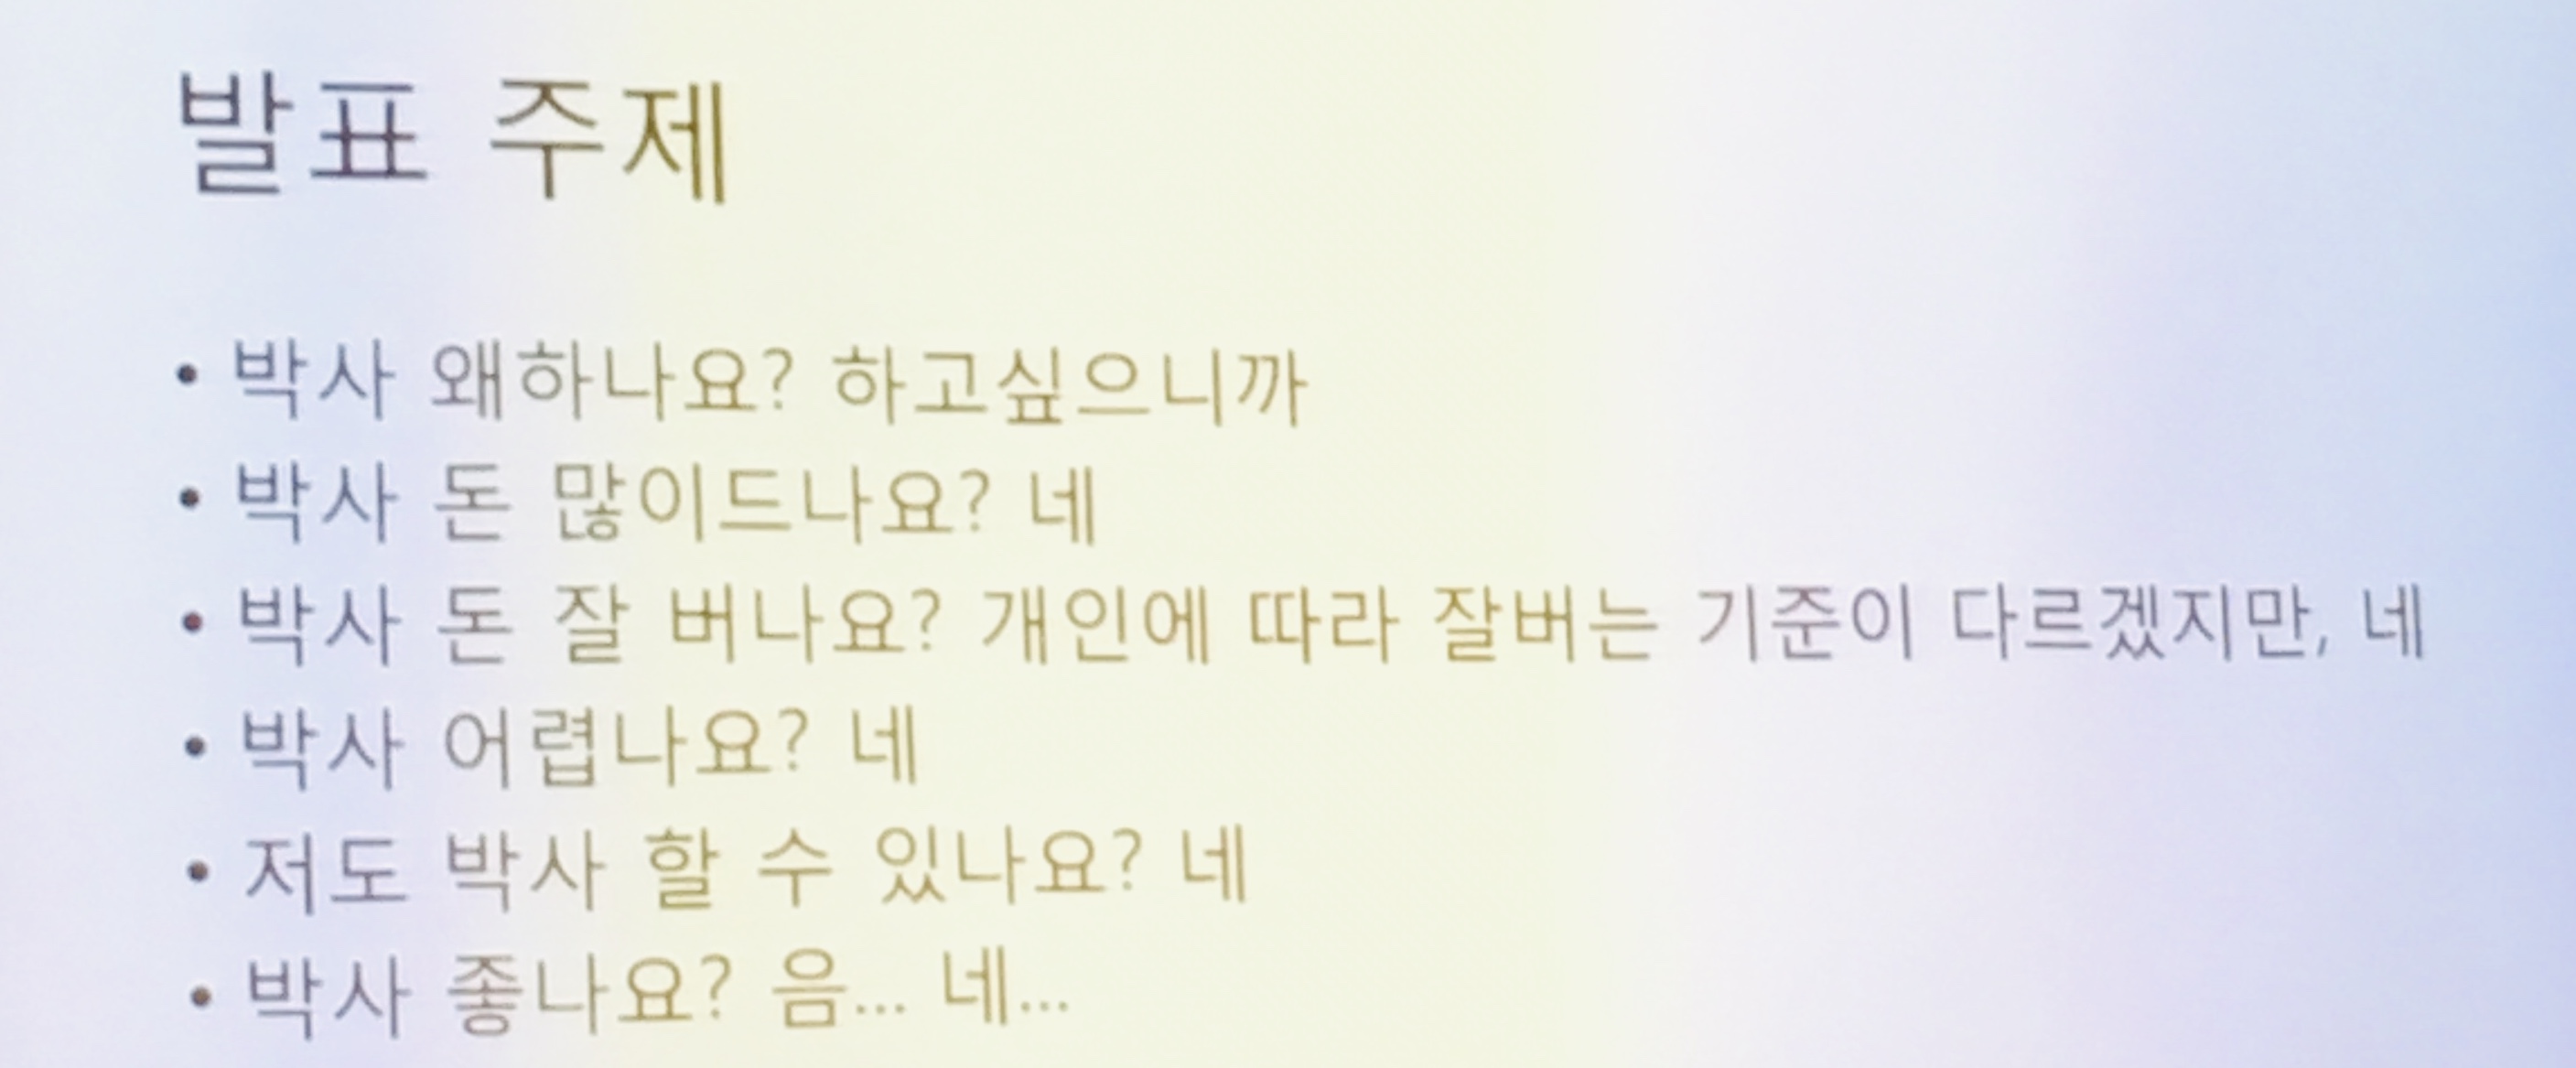 발표 주제
• 박사 왜하나요? 하고싶으니까
• 박사 돈 많이드나요? 네
• 박사 돈 잘 버나요? 개인에 따라 잘버는 기준이 다르겠지만, 네
• 박사 어렵나요? 네
• 저도 박사 할 수 있나요? 네
• 박사 좋나요? 음... 네...